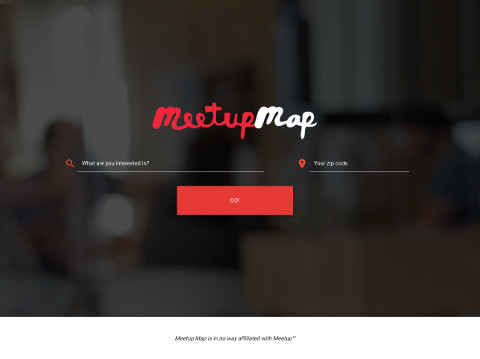 MeetupMap
What are you interested in?
Your zip code
GO!
Meetup Map is in no way affiliated with Meetup™